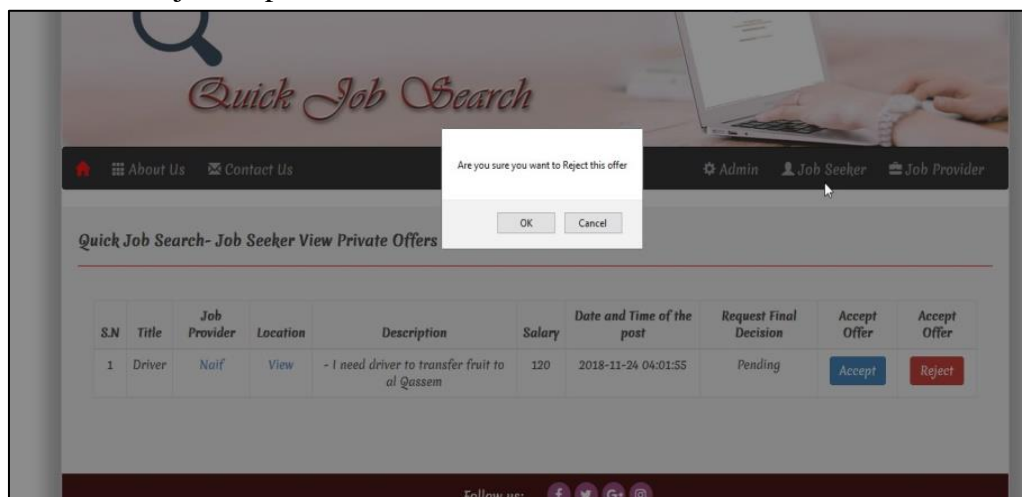 Quick Job Search
Are you sure you want to Reject this offer
About Us Contact Us Admin Job Seeker Job Provider
OK Cancel
Quick Job Search- Job Seeker View Private Offers
S.N Title Job Provider Location Description Salary Date and Time of the post Request Final Decision Accept Offer Accept Offer
1 Driver Naif View - I need driver to transfer fruit to al Qassem 120 2018-11-24 04:01:55 Pending Accept Reject
Follow us: